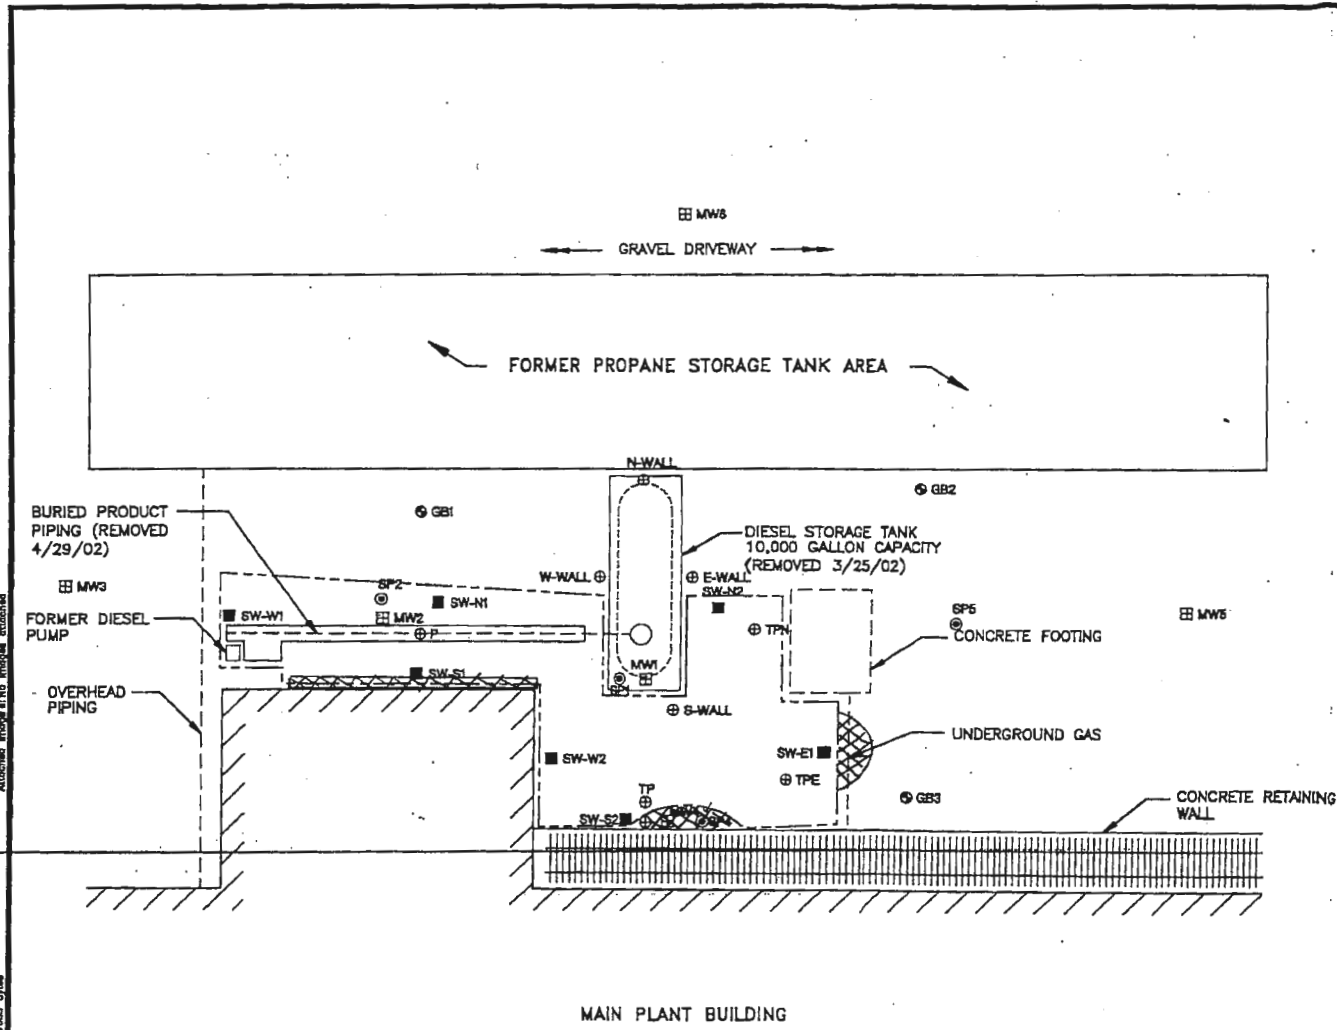 MW6
GRAVEL DRIVEWAY
FORMER PROPANE STORAGE TANK AREA
N-WALL
GB2
BURIED PRODUCT
PIPING (REMOVED
4/29/02)
GB1
DIESEL STORAGE TANK
10,000 GALLON CAPACITY
(REMOVED 3/25/02)
W-WALL
E-WALL
MW3
SP2
SW-N1
SW-N2
SW-W1
MW2
SP5
MW5
FORMER DIESEL
PUMP
P
TPN
CONCRETE FOOTING
MW1
SW-S1
OVERHEAD
PIPING
S-WALL
UNDERGROUND GAS
SW-E1
SW-W2
TPE
TP
GB3
CONCRETE RETAINING
WALL
SW-S2
MAIN PLANT BUILDING